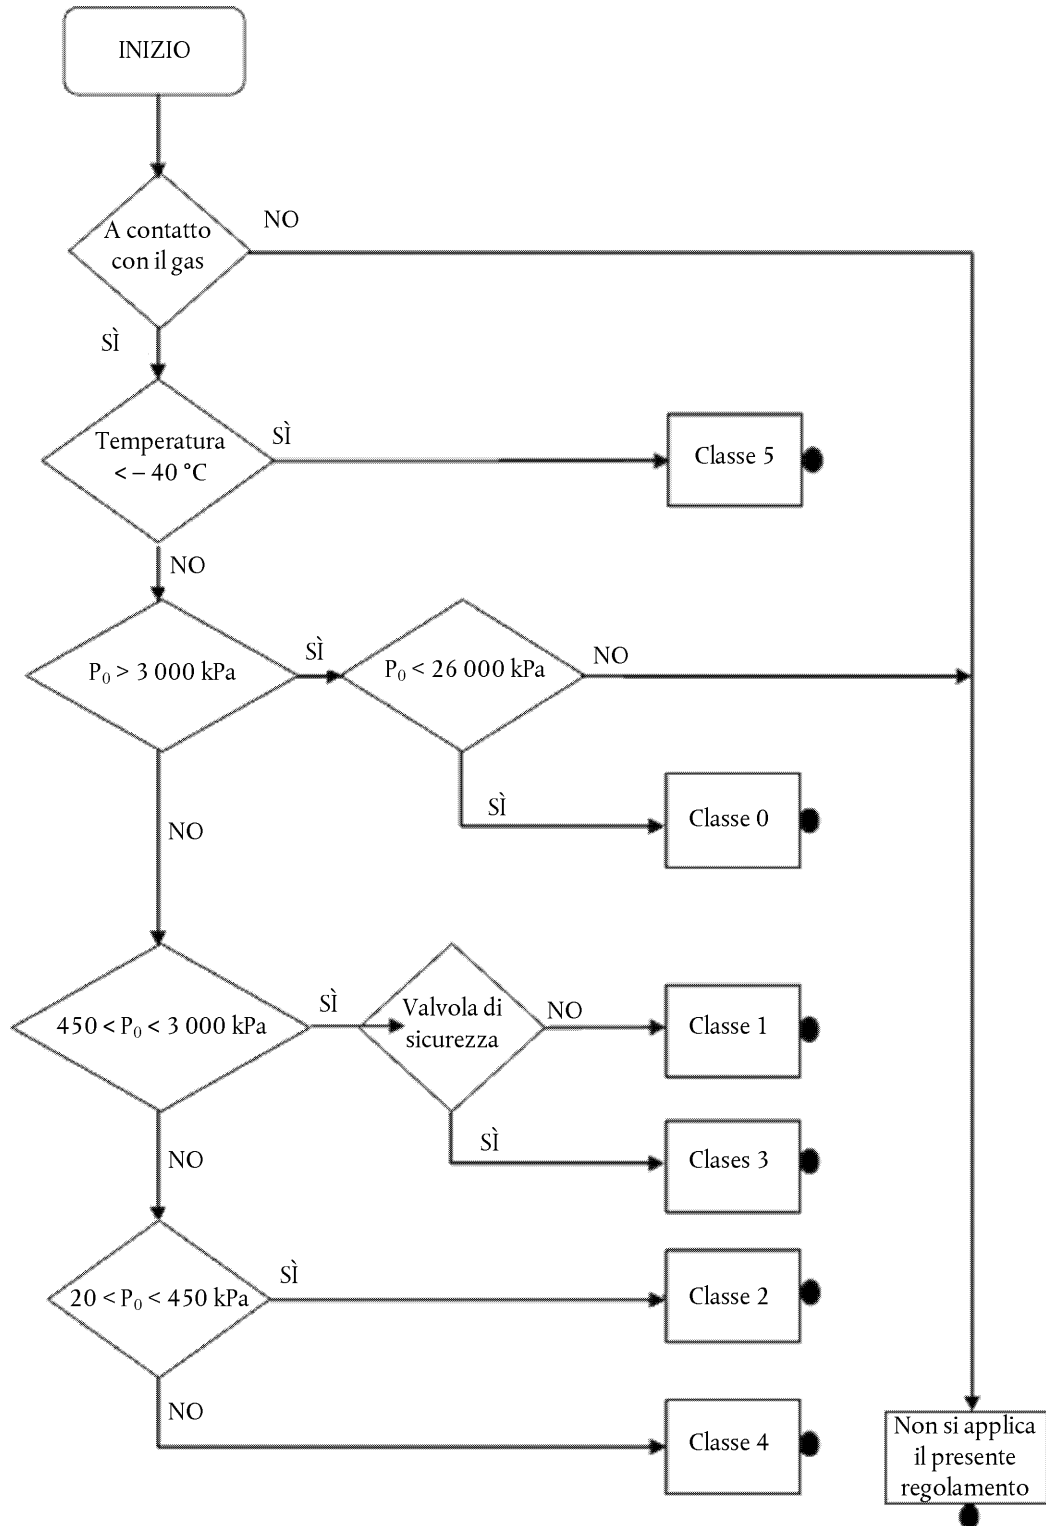 INIZIO
A contatto
con il gas
NO
SÌ
Temperatura
< – 40 °C
SÌ
Classe 5
NO
P₀ > 3 000 kPa
SÌ
P₀ < 26 000 kPa
NO
SÌ
Classe 0
NO
450 < P₀ < 3 000 kPa
SÌ
Valvola di
sicurezza
NO
Classe 1
SÌ
Clases 3
NO
20 < P₀ < 450 kPa
SÌ
Classe 2
NO
Classe 4
Non si applica
il presente
regolamento